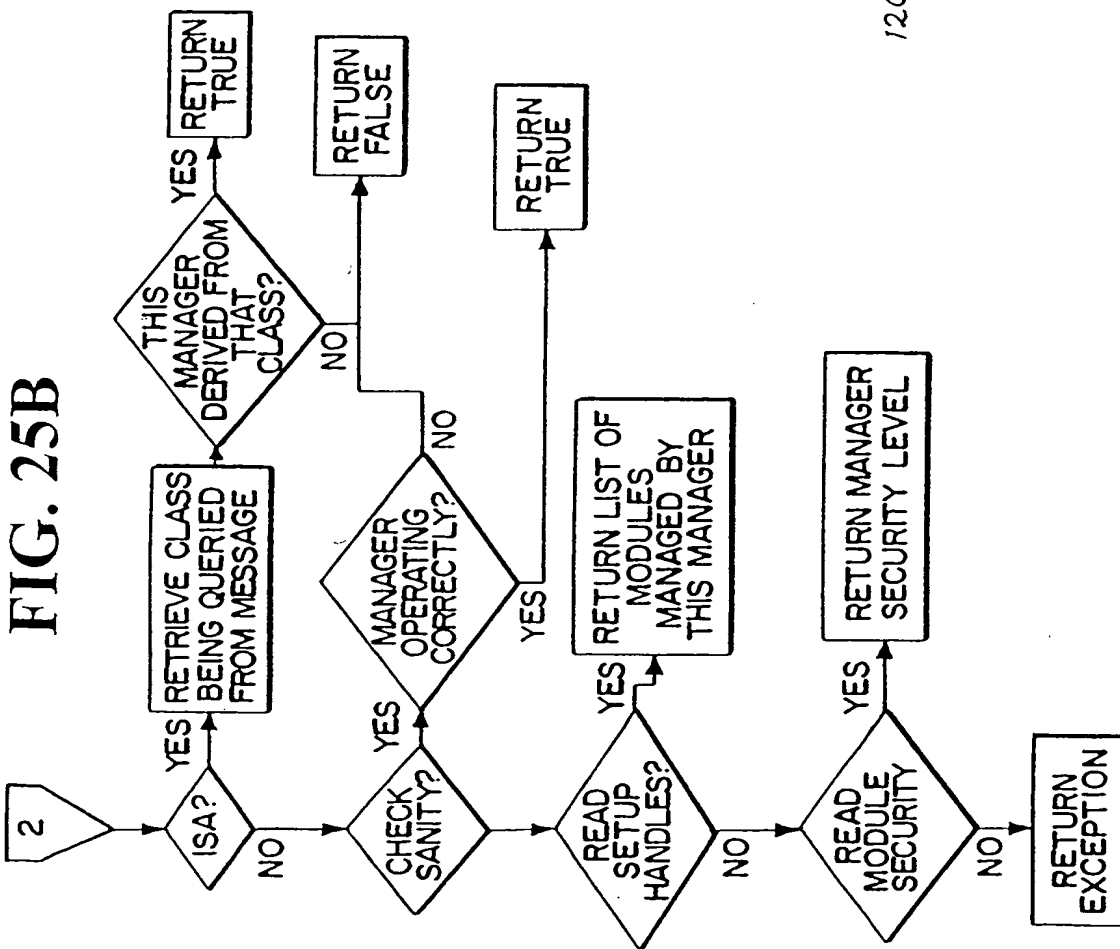 FIG. 25B
2
ISA?
YES
RETRIEVE CLASS
BEING QUERIED
FROM MESSAGE
THIS
MANAGER
DERIVED FROM
THAT
CLASS?
YES
RETURN
TRUE
NO
RETURN
FALSE
NO
CHECK
SANITY?
YES
MANAGER
OPERATING
CORRECTLY?
NO
YES
RETURN
TRUE
READ
SETUP
HANDLES?
YES
RETURN LIST OF
MODULES
MANAGED BY
THIS MANAGER
NO
READ
MODULE
SECURITY
YES
RETURN MANAGER
SECURITY LEVEL
NO
RETURN
EXCEPTION